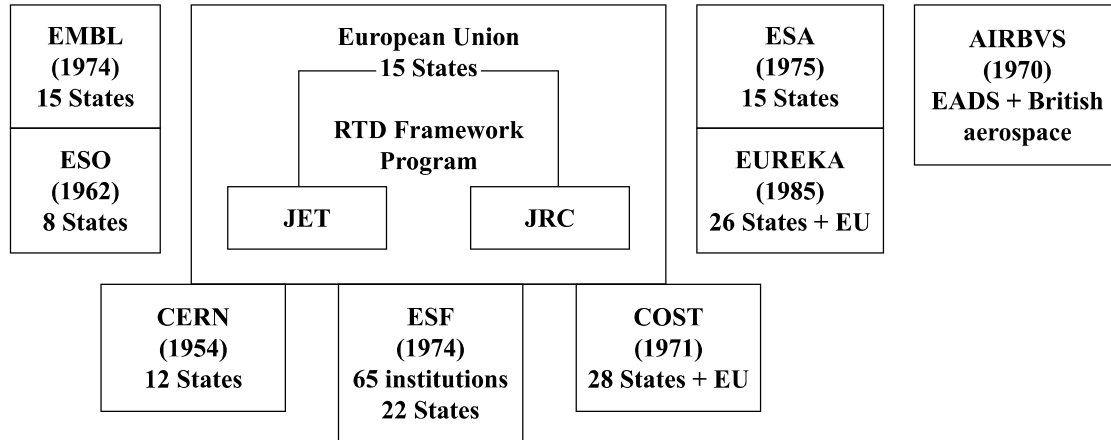 EMBL
(1974)
15 States
ESO
(1962)
8 States
European Union
15 States
RTD Framework
Program
JET
JRC
ESA
(1975)
15 States
EUREKA
(1985)
26 States + EU
AIRBVS
(1970)
EADS + British
aerospace
CERN
(1954)
12 States
ESF
(1974)
65 institutions
22 States
COST
(1971)
28 States + EU